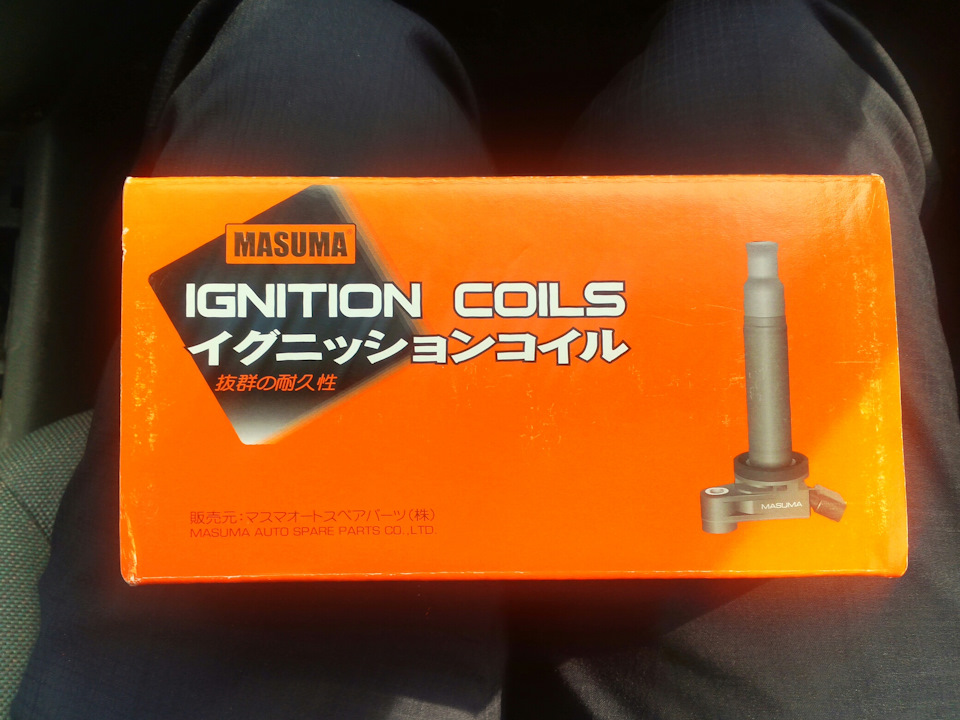 MASUMA
IGNITION COILS
イグニッションコイル
抜群の耐久性
販売元:マスマオートスペアパーツ(株)
MASUMA AUTO SPARE PARTS CO.,LTD.
MASUMA